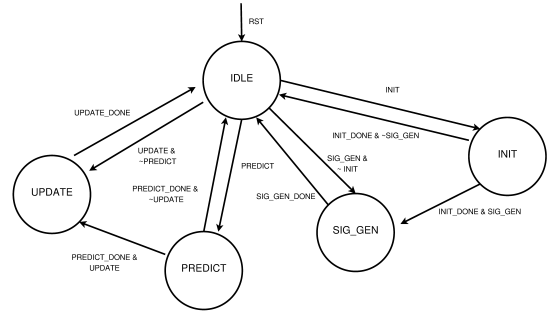 RST
IDLE
INIT
UPDATE_DONE
INIT_DONE & ~SIG_GEN
UPDATE &
~PREDICT
SIG_GEN &
~ INIT
INIT
PREDICT
PREDICT_DONE &
~UPDATE
UPDATE
SIG_GEN_DONE
INIT_DONE & SIG_GEN
SIG_GEN
PREDICT_DONE &
UPDATE
PREDICT